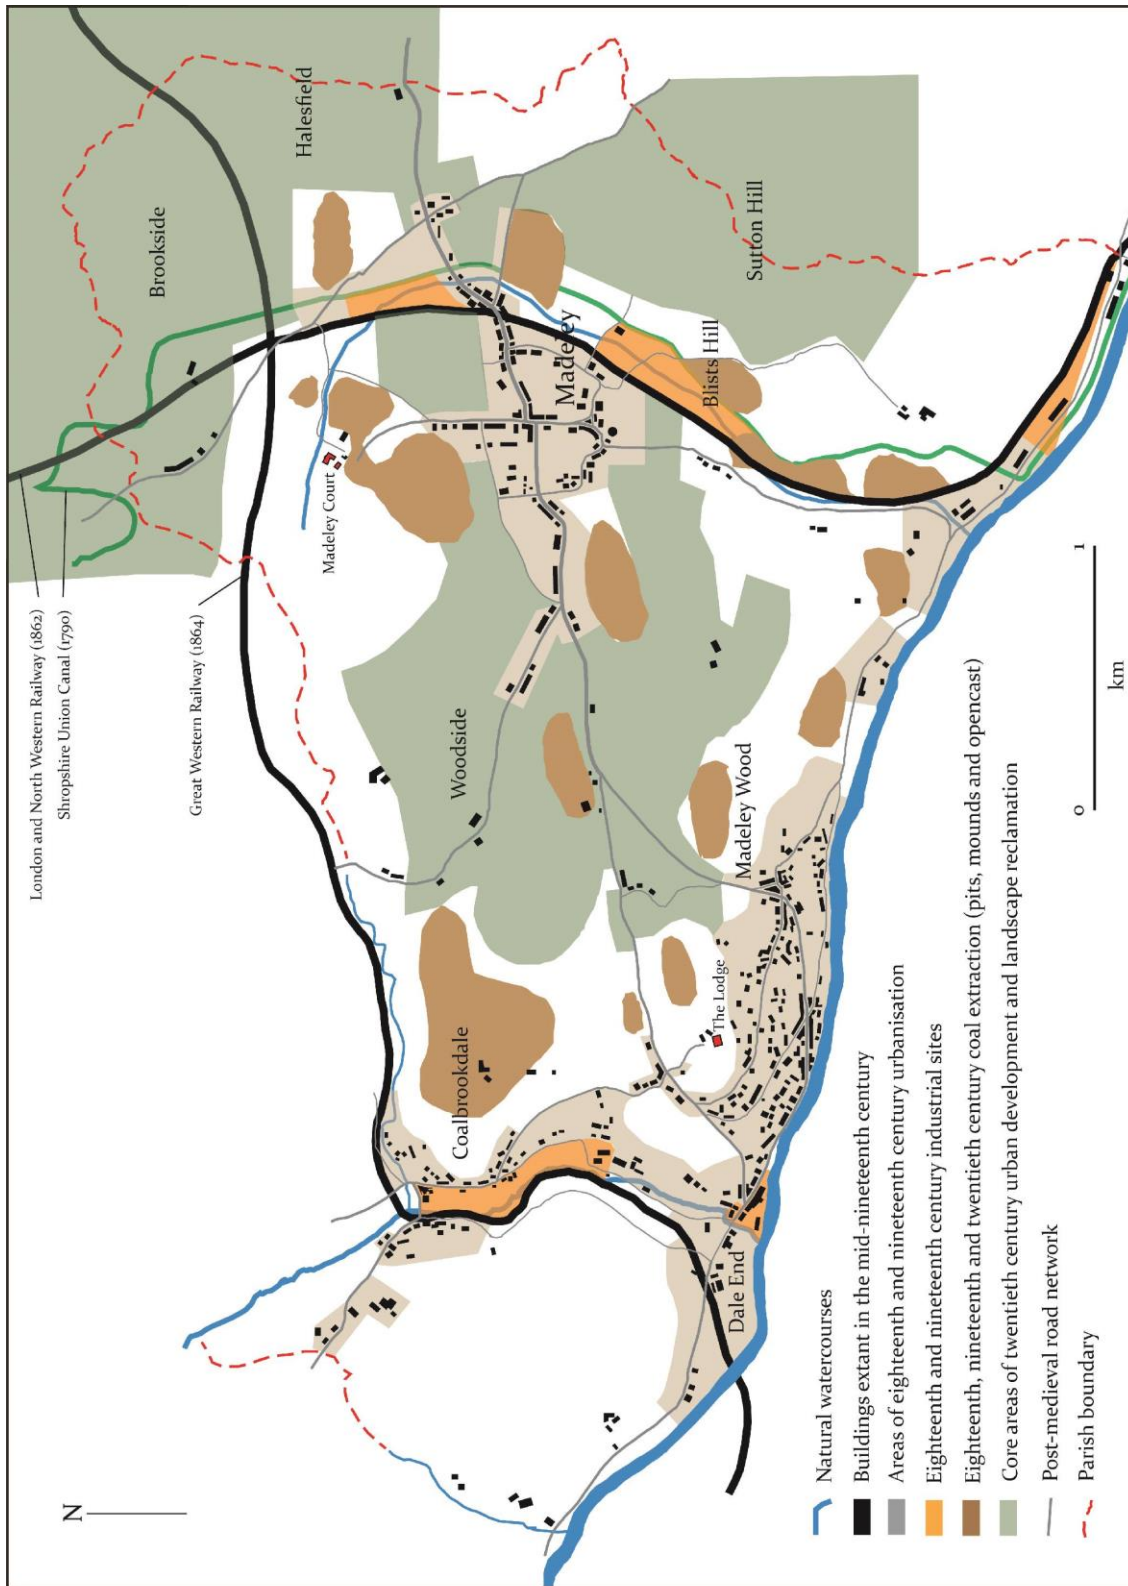 N
London and North Western Railway (1862)
Shropshire Union Canal (1790)
Great Western Railway (1864)
Brookside
Halesfield
Madeley Court
Woodside
Coalbrookdale
Madeley
Sutton Hill
Blists Hill
Madeley Wood
The Lodge
Dale End
0
1
km
Natural watercourses
Buildings extant in the mid-nineteenth century
Areas of eighteenth and nineteenth century urbanisation
Eighteenth and nineteenth century industrial sites
Eighteenth, nineteenth and twentieth century coal extraction (pits, mounds and opencast)
Core areas of twentieth century urban development and landscape reclamation
Post-medieval road network
Parish boundary